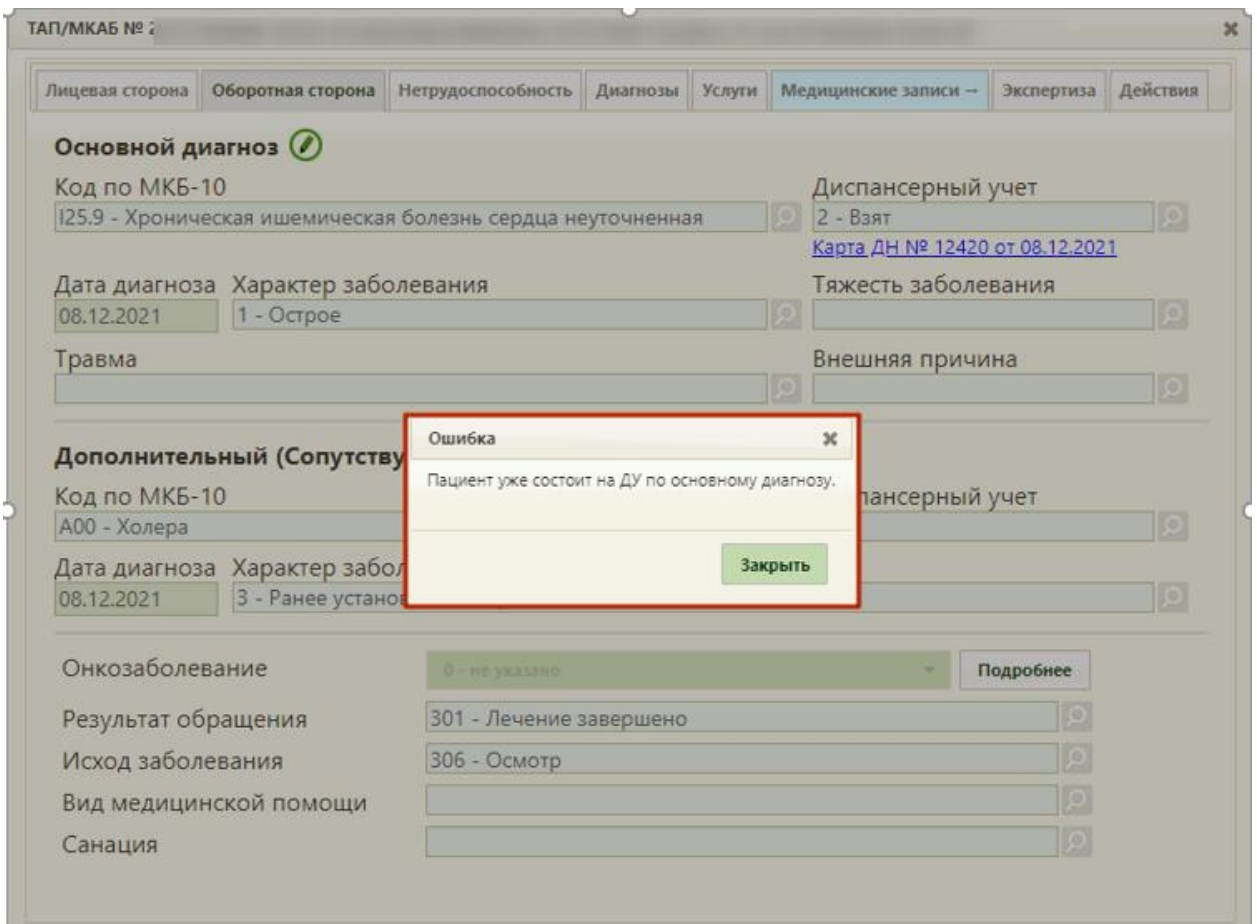 ТАП/МКАБ № 2
Лицевая сторона Оборотная сторона Нетрудоспособность Диагнозы Услуги Медицинские записи → Экспертиза Действия
Основной диагноз
Код по МКБ-10 Диспансерный учет
I25.9 - Хроническая ишемическая болезнь сердца неуточненная 2 - Взят
Карта ДН № 12420 от 08.12.2021
Дата диагноза Характер заболевания Тяжесть заболевания
08.12.2021 1 - Острое
Травма Внешняя причина
Ошибка
Пациент уже состоит на ДУ по основному диагнозу.
Закрыть
Дополнительный (Сопутству
Код по МКБ-10 пансерный учет
A00 - Холера
Дата диагноза Характер забол
08.12.2021 3 - Ранее установ
Онкозаболевание 0 - не указано Подробнее
Результат обращения 301 - Лечение завершено
Исход заболевания 306 - Осмотр
Вид медицинской помощи
Санация